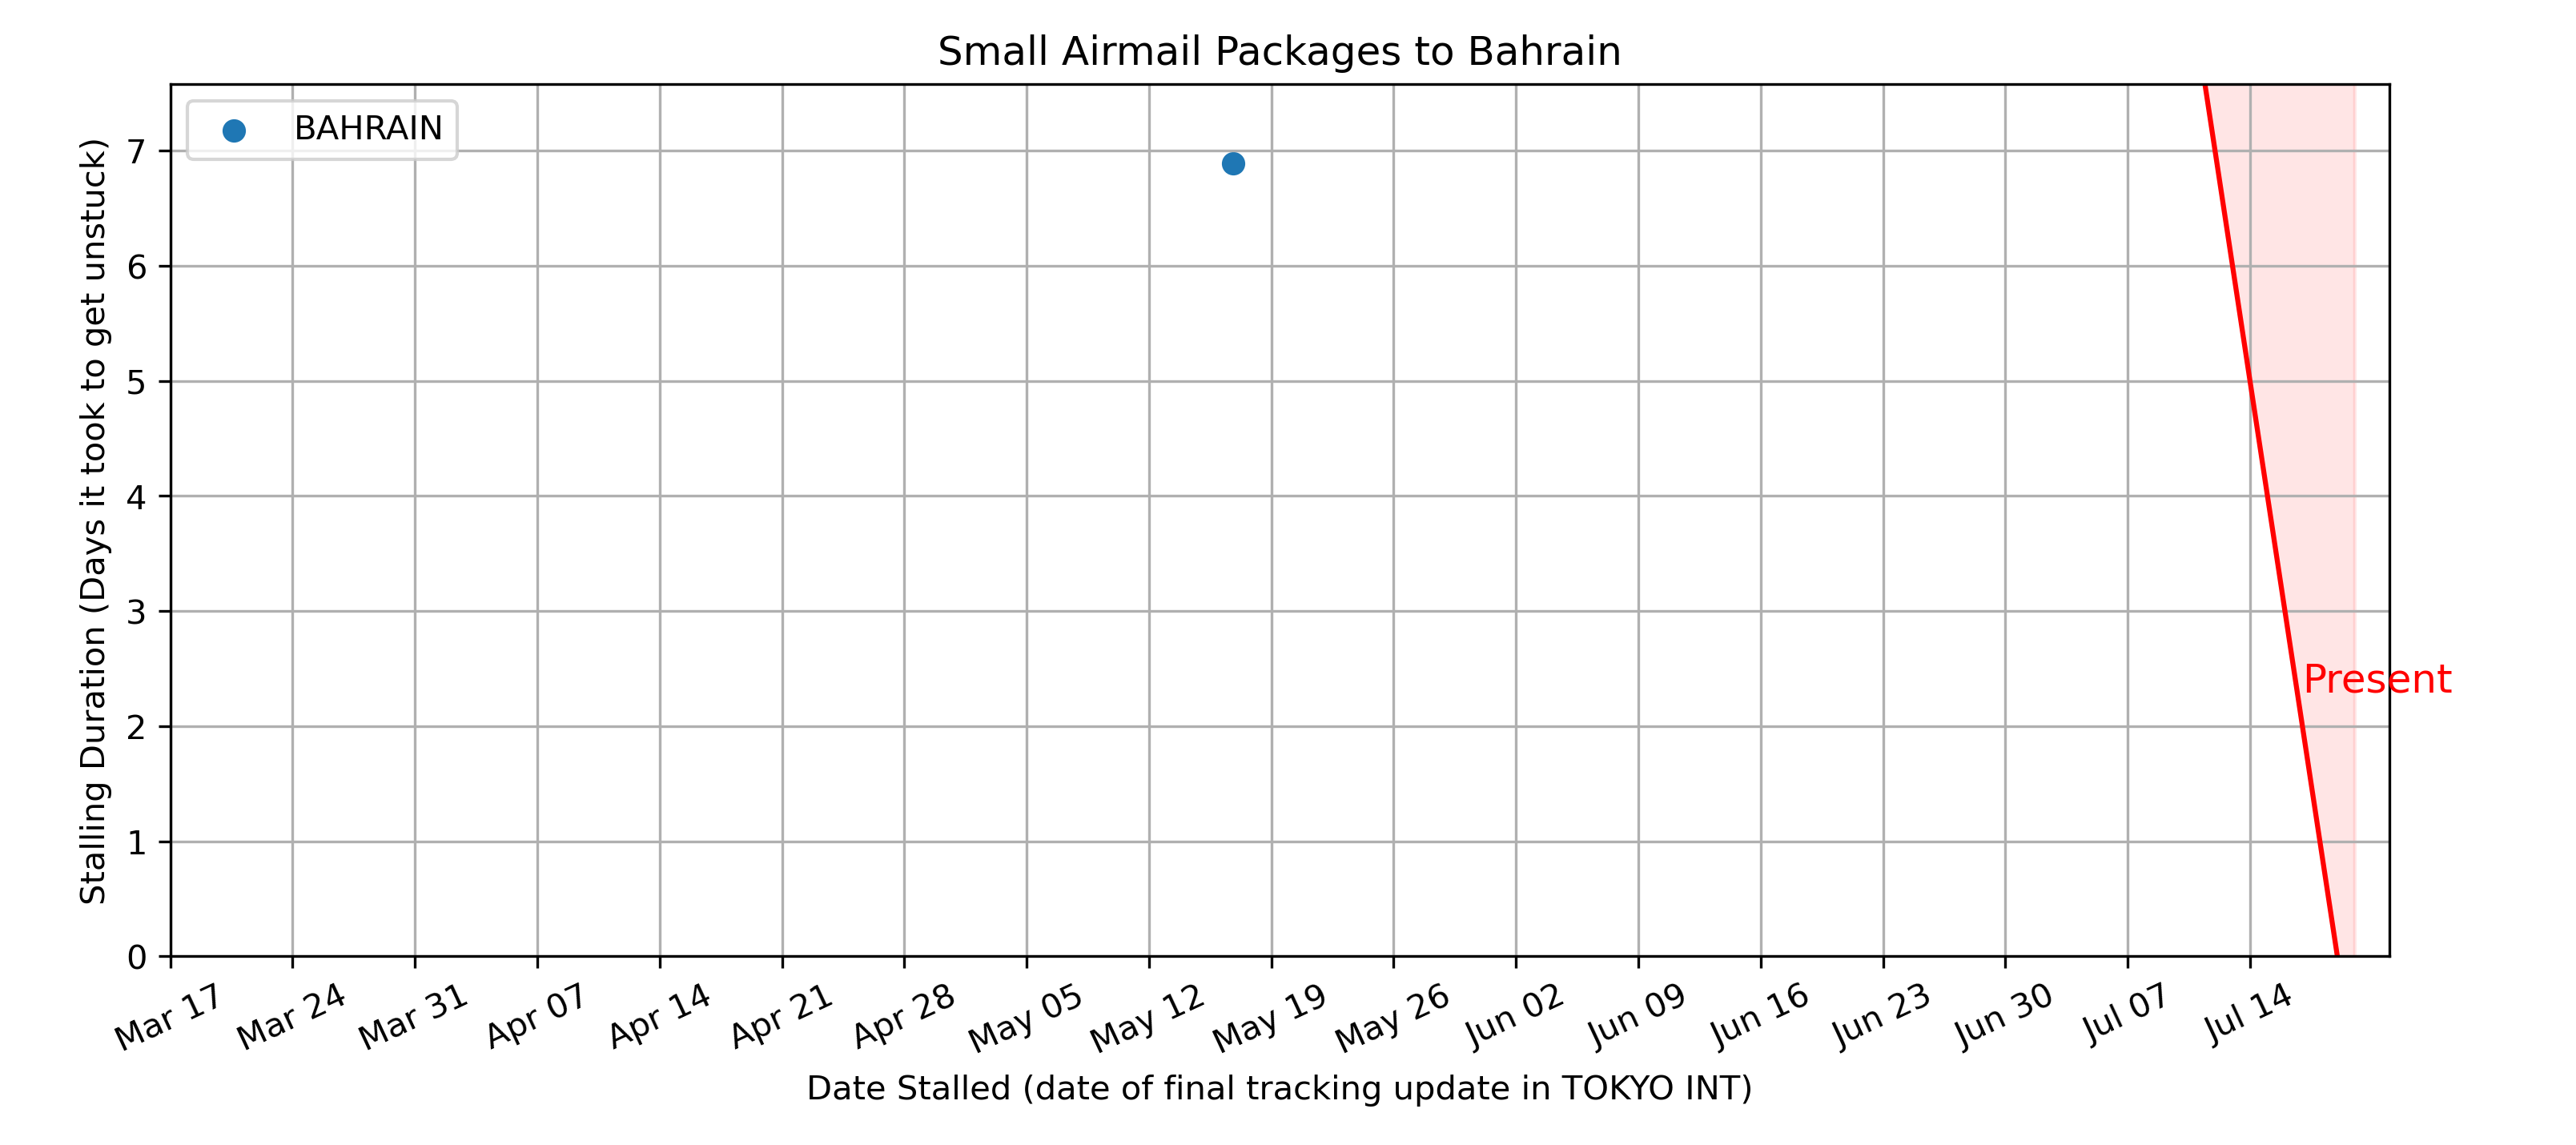 Small Airmail Packages to Bahrain
BAHRAIN
Stalling Duration (Days it took to get unstuck)
7
6
5
4
3
2
1
0
Present
Mar 17
Mar 24
Mar 31
Apr 07
Apr 14
Apr 21
Apr 28
May 05
May 12
May 19
May 26
Jun 02
Jun 09
Jun 16
Jun 23
Jun 30
Jul 07
Jul 14
Date Stalled (date of final tracking update in TOKYO INT)